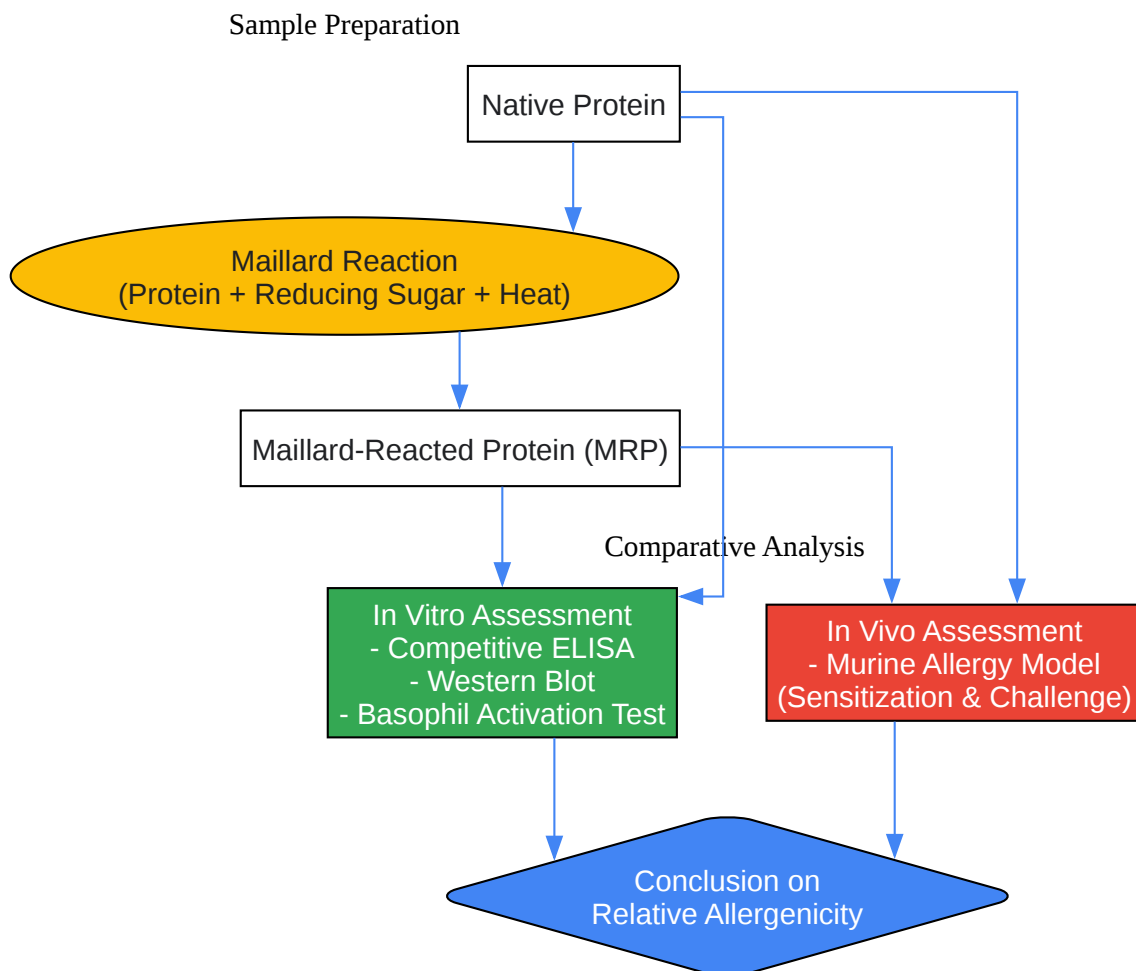 Sample Preparation
Native Protein
Maillard Reaction
(Protein + Reducing Sugar + Heat)
Maillard-Reacted Protein (MRP)
Comparative Analysis
In Vitro Assessment
- Competitive ELISA
- Western Blot
- Basophil Activation Test
In Vivo Assessment
- Murine Allergy Model
(Sensitization & Challenge)
Conclusion on
Relative Allergenicity